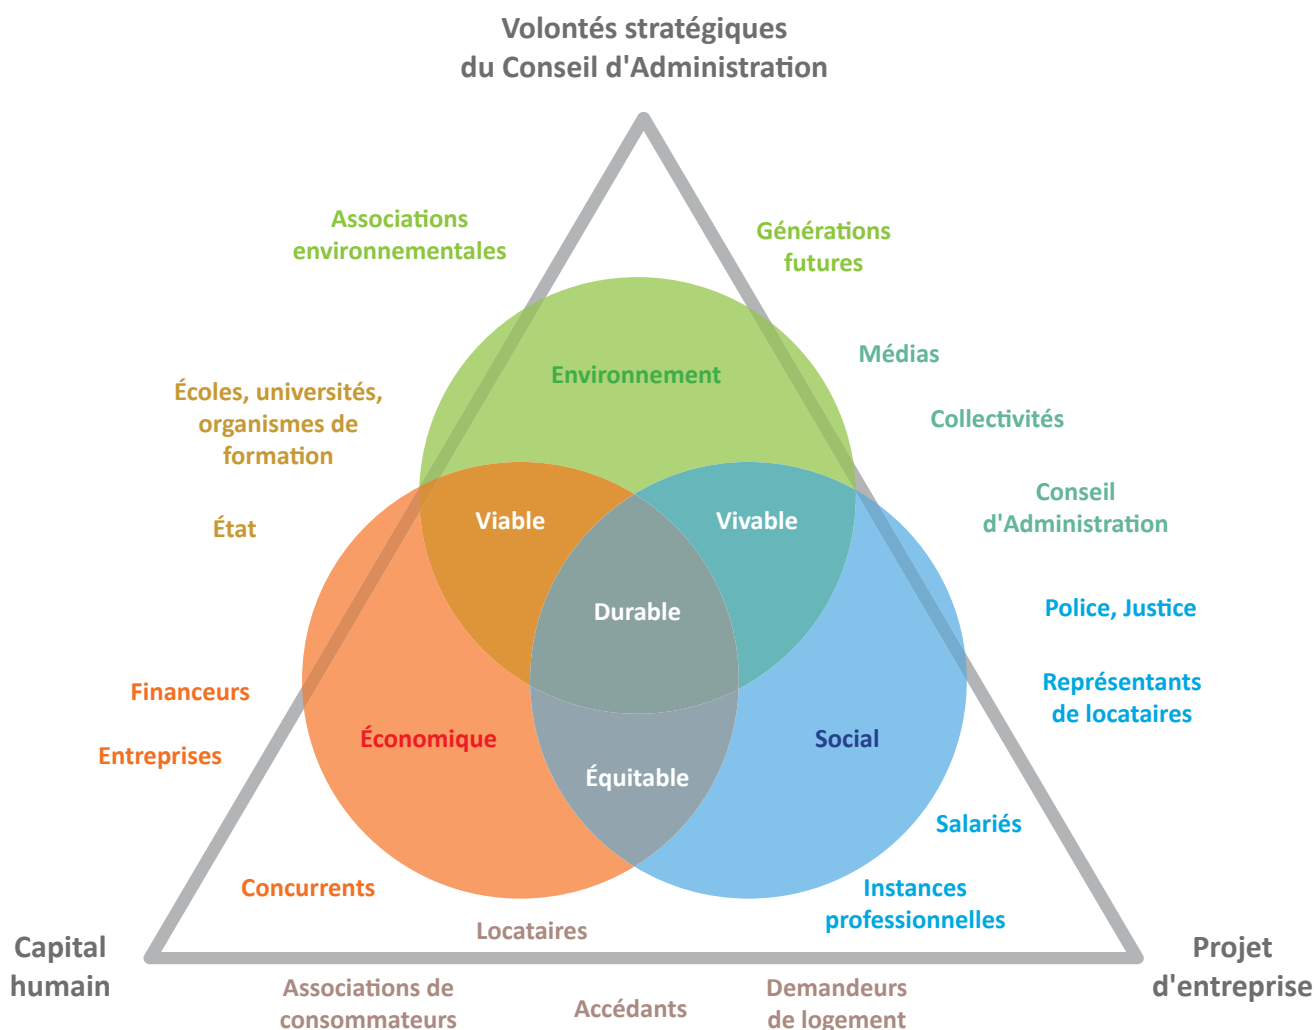 Volontés stratégiques
du Conseil d'Administration
Associations
environnementales
Générations
futures
Médias
Environnement
Écoles, universités,
organismes de
formation
Collectivités
Conseil
d'Administration
État
Viable
Vivable
Durable
Police, Justice
Financeurs
Représentants
de locataires
Entreprises
Économique
Social
Équitable
Salariés
Concurrents
Instances
professionnelles
Locataires
Capital
humain
Projet
d'entreprise
Associations de
consommateurs
Accédants
Demandeurs
de logement